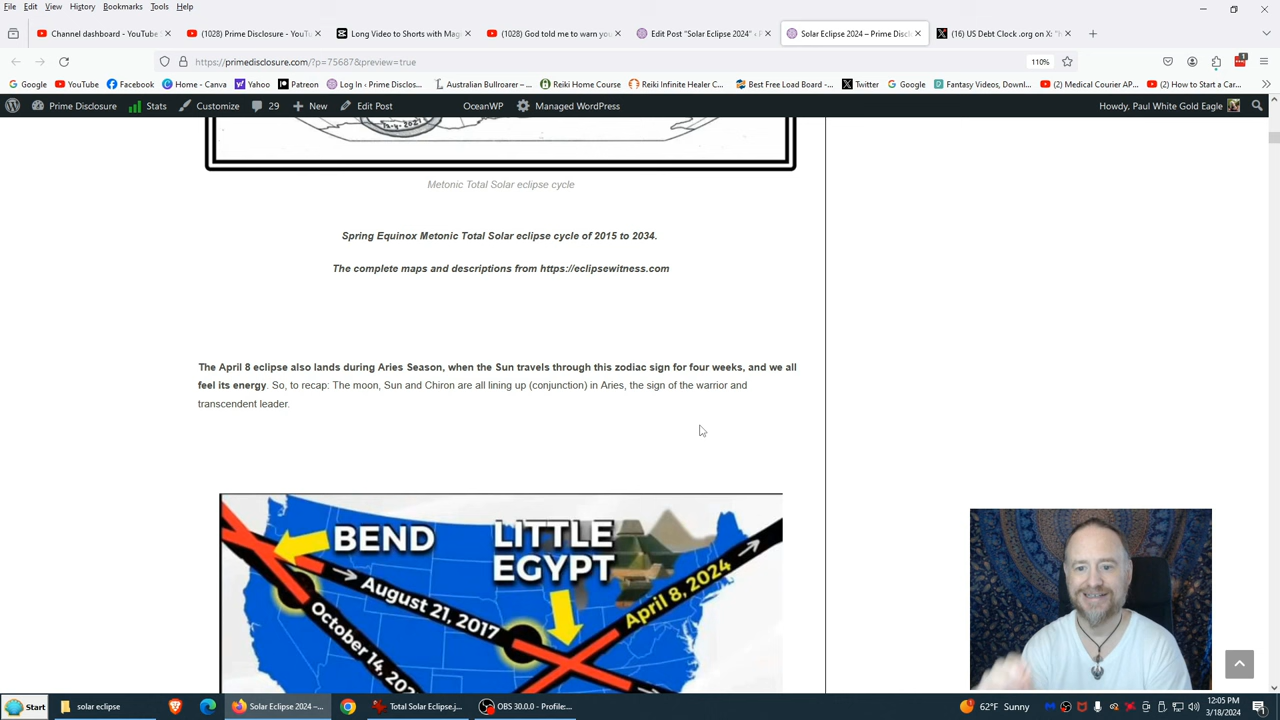 File Edit View History Bookmarks Tools Help
Channel dashboard - YouTube
(1028) Prime Disclosure - YouTu
Long Video to Shorts with Mag
(1028) God told me to warn you
Edit Post "Solar Eclipse 2024"
Solar Eclipse 2024 – Prime Discl
(16) US Debt Clock .org on X: "
https://primedisclosure.com/?p=75687&preview=true
110%
Google YouTube Facebook Home - Canva Yahoo Patreon Log In ‹ Prime Disclos... Australian Bullroarer –... Reiki Home Course Reiki Infinite Healer C... Best Free Load Board -... Twitter Google Fantasy Videos, Downl... (2) Medical Courier AP... (2) How to Start a Car...
Prime Disclosure Stats Customize 29 New Edit Post OceanWP Managed WordPress Howdy, Paul White Gold Eagle
Metonic Total Solar eclipse cycle
Spring Equinox Metonic Total Solar eclipse cycle of 2015 to 2034.
The complete maps and descriptions from https://eclipsewitness.com
The April 8 eclipse also lands during Aries Season, when the Sun travels through this zodiac sign for four weeks, and we all
feel its energy. So, to recap: The moon, Sun and Chiron are all lining up (conjunction) in Aries, the sign of the warrior and
transcendent leader.
BEND
LITTLE
EGYPT
August 21, 2017
October 14, 202
April 8, 2024
Start solar eclipse Solar Eclipse 2024 –... Total Solar Eclipse.j... OBS 30.0.0 - Profile:... 62°F Sunny 12:05 PM
3/18/2024